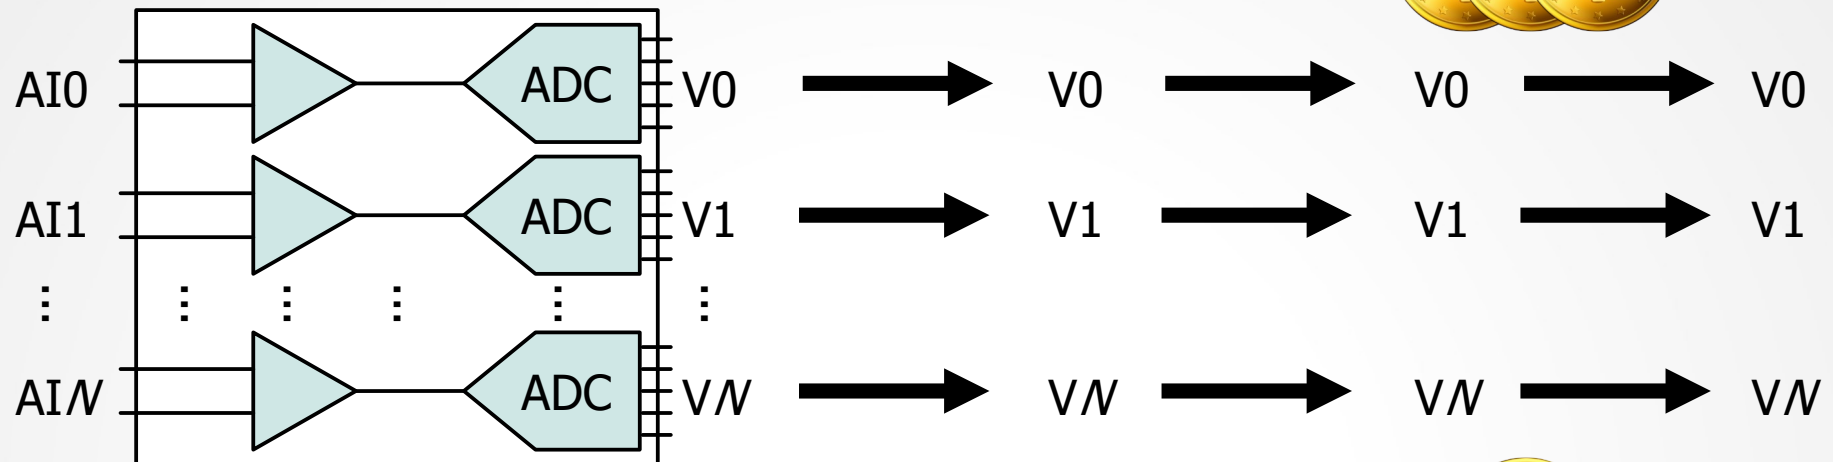 AI0 ADC V0 V0 V0 V0
AI1 ADC V1 V1 V1 V1
⋮ ⋮ ⋮ ⋮ ⋮ ⋮
AIN ADC VN VN VN VN